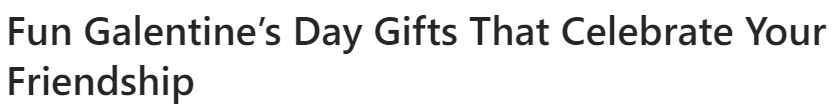 Fun Galentine’s Day Gifts That Celebrate Your
Friendship